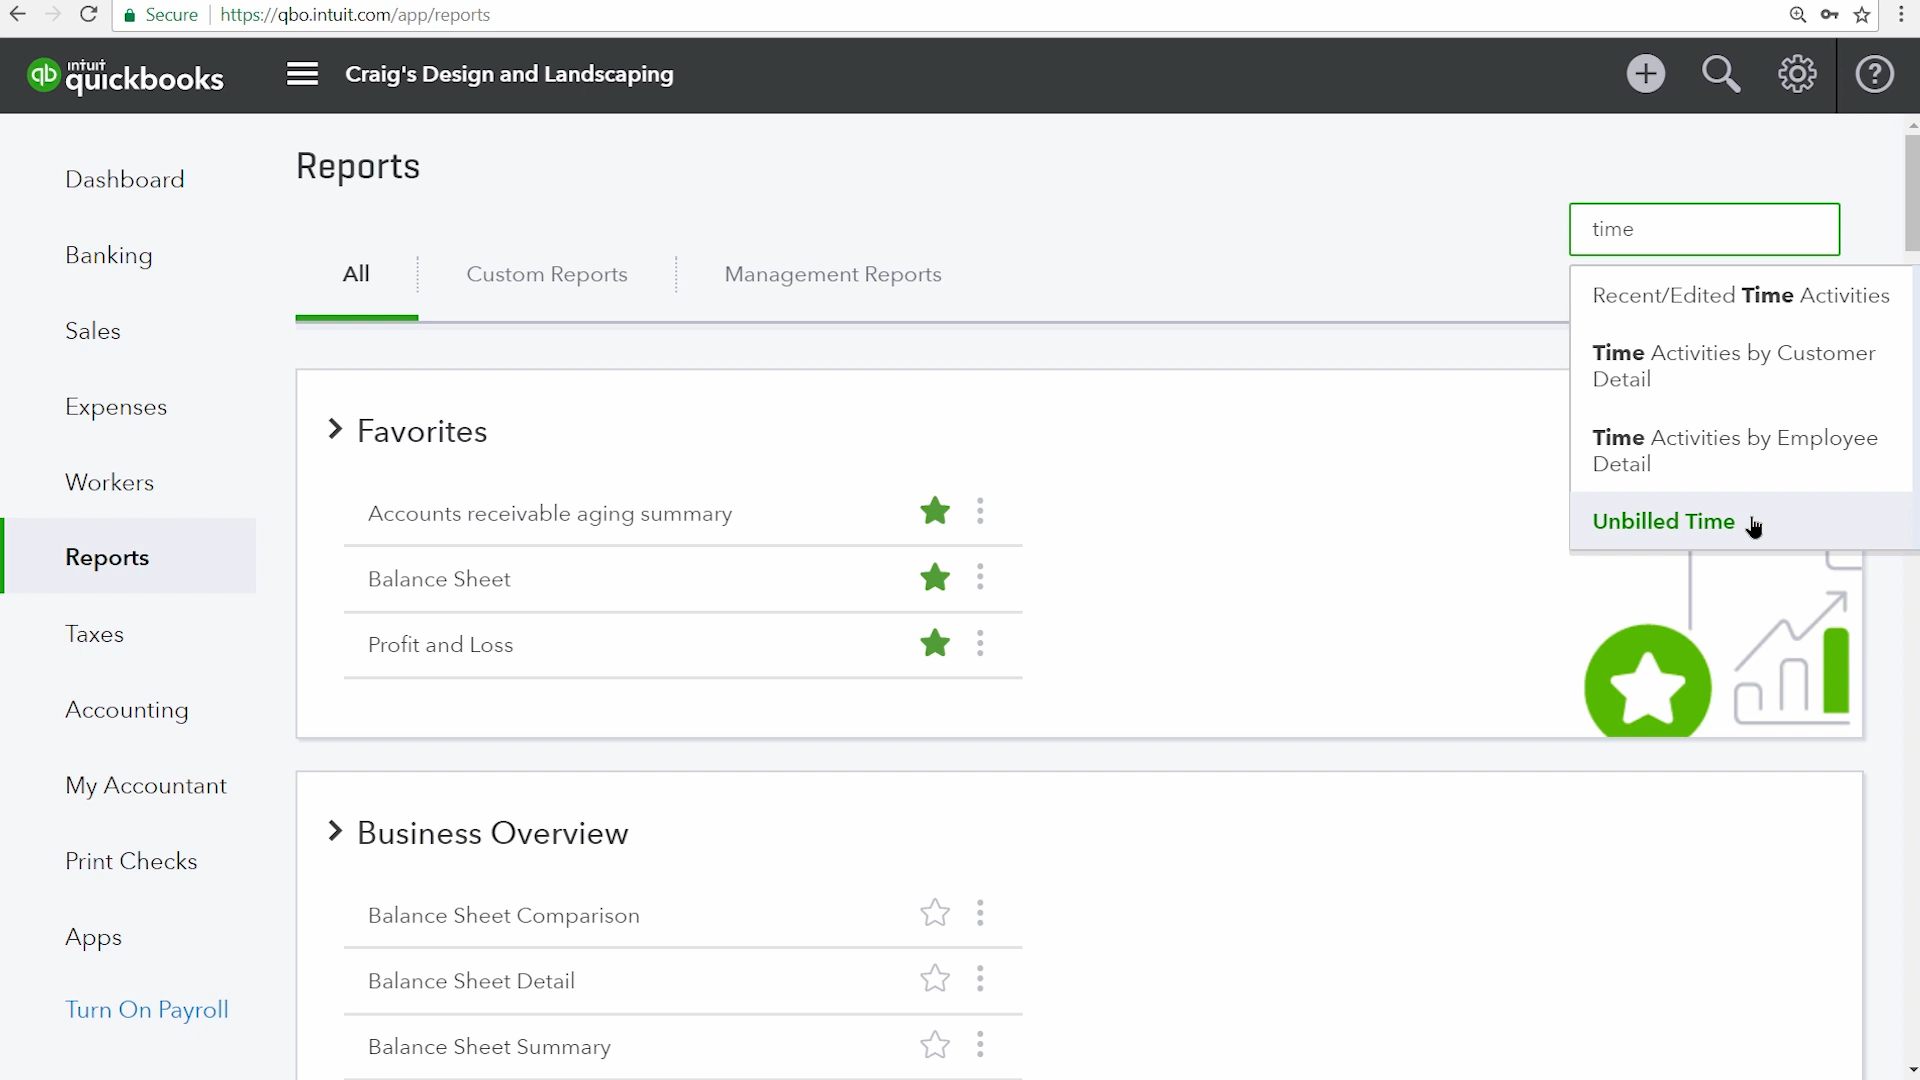 Secure https://qbo.intuit.com/app/reports
qb intuit quickbooks
Craig's Design and Landscaping
Dashboard
Banking
Sales
Expenses
Workers
Reports
Taxes
Accounting
My Accountant
Print Checks
Apps
Turn On Payroll
Reports
All
Custom Reports
Management Reports
time
Recent/Edited Time Activities
Time Activities by Customer
Detail
Time Activities by Employee
Detail
Unbilled Time
Favorites
Accounts receivable aging summary
Balance Sheet
Profit and Loss
Business Overview
Balance Sheet Comparison
Balance Sheet Detail
Balance Sheet Summary